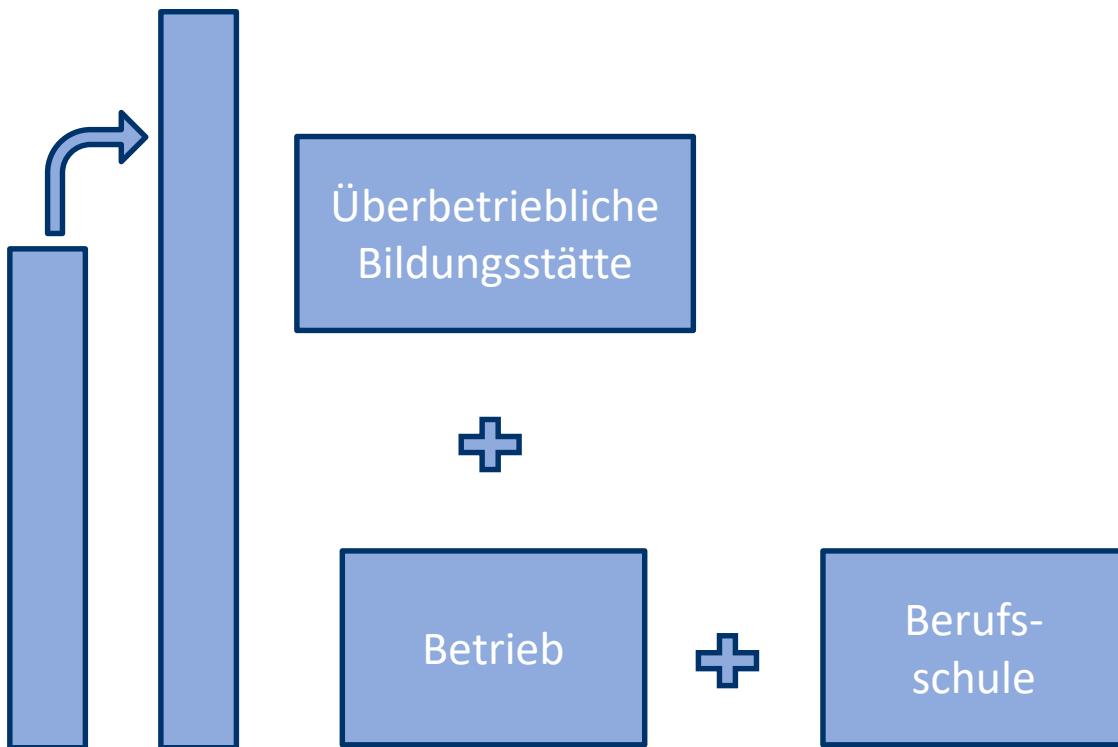 Überbetriebliche
Bildungsstätte
Betrieb
Berufs-
schule